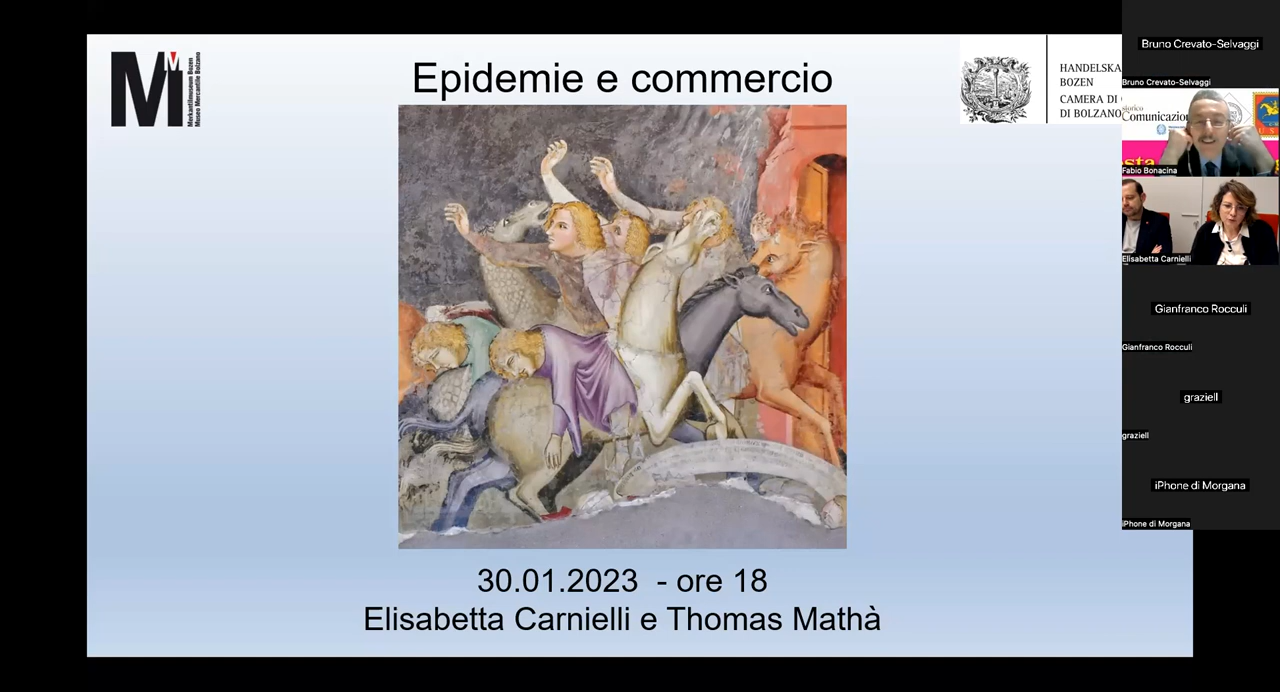 Epidemie e commercio
M
M
Merkantilmuseum Bozen
Museo Mercantile Bolzano
HANDELSKA
BOZEN
CAMERA DI
DI BOLZANO
30.01.2023 - ore 18
Elisabetta Carnielli e Thomas Mathà
Bruno Crevato-Selvaggi
Bruno Crevato-Selvaggi
storico
Comunicazion
sta
Fabio Bonacina
Elisabetta Carnielli
Gianfranco Rocculi
Gianfranco Rocculi
graziell
graziell
iPhone di Morgana
iPhone di Morgana